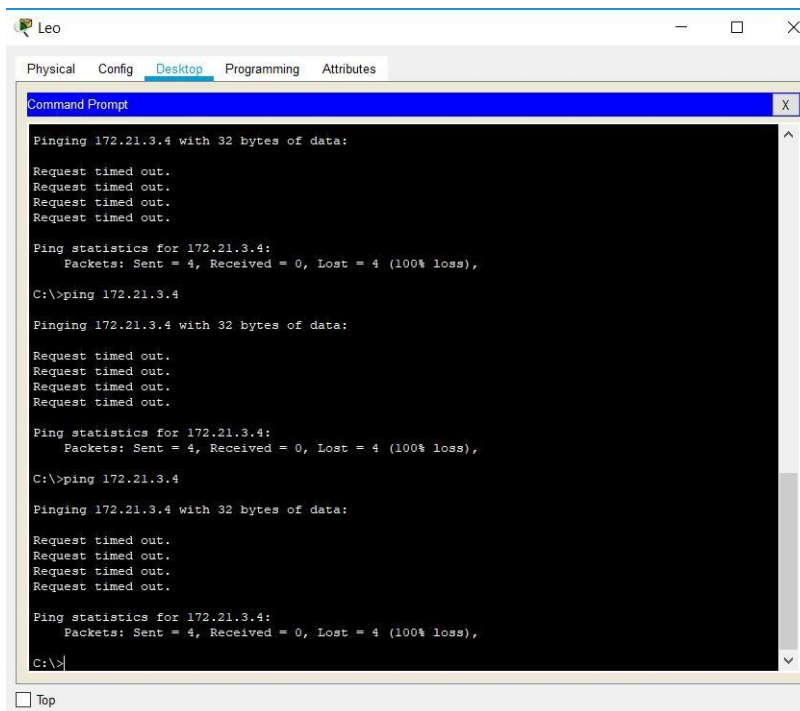 Leo
Physical Config Desktop Programming Attributes
Command Prompt
X
Pinging 172.21.3.4 with 32 bytes of data:
Request timed out.
Request timed out.
Request timed out.
Request timed out.
Ping statistics for 172.21.3.4:
Packets: Sent = 4, Received = 0, Lost = 4 (100% loss),
C:\>ping 172.21.3.4
Pinging 172.21.3.4 with 32 bytes of data:
Request timed out.
Request timed out.
Request timed out.
Request timed out.
Ping statistics for 172.21.3.4:
Packets: Sent = 4, Received = 0, Lost = 4 (100% loss),
C:\>ping 172.21.3.4
Pinging 172.21.3.4 with 32 bytes of data:
Request timed out.
Request timed out.
Request timed out.
Request timed out.
Ping statistics for 172.21.3.4:
Packets: Sent = 4, Received = 0, Lost = 4 (100% loss),
C:\>
Top